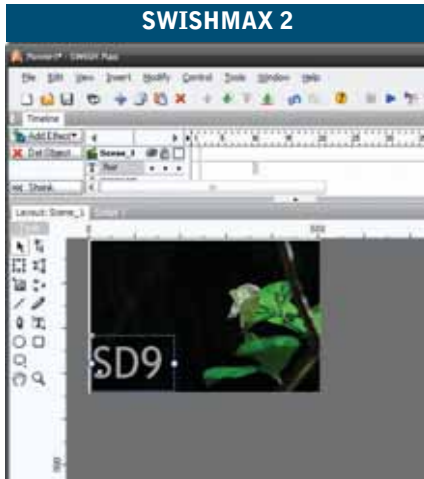 SWISHMAX 2
File Edit View Insert Modify Control Tools Window Help
Timeline
Add Effect
Del Object Scene_1
Shrink
Layout: Scene_1
SD9